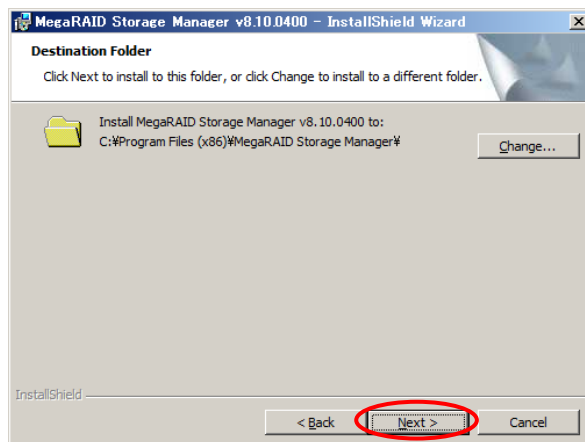 MegaRAID Storage Manager v8.10.0400 - InstallShield Wizard
Destination Folder
Click Next to install to this folder, or click Change to install to a different folder.
Install MegaRAID Storage Manager v8.10.0400 to:
C:¥Program Files (x86)¥MegaRAID Storage Manager¥
Change...
InstallShield
< Back
Next >
Cancel